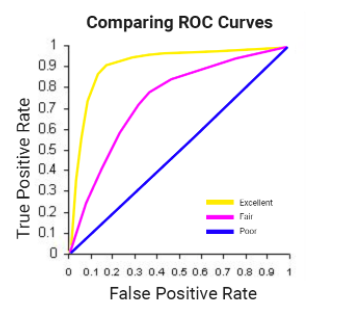 Comparing ROC Curves
True Positive Rate
1
0.9
0.8
0.7
0.6
0.5
0.4
0.3
0.2
0.1
0
Excellent
Fair
Poor
0 0.1 0.2 0.3 0.4 0.5 0.6 0.7 0.8 0.9 1
False Positive Rate